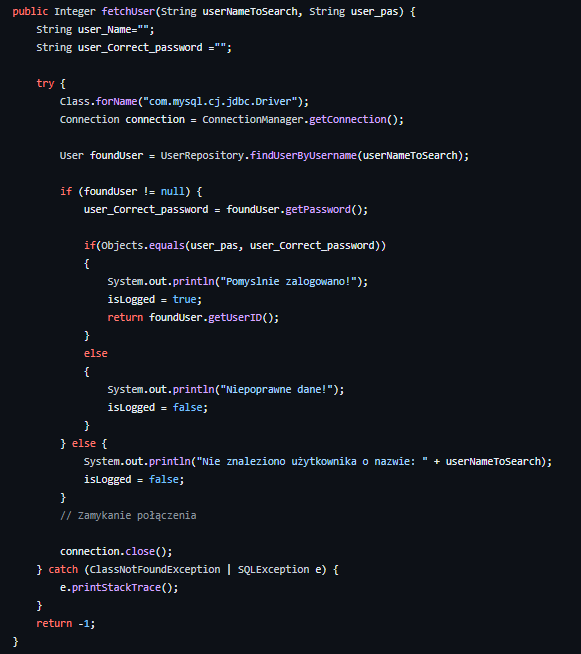 public Integer fetchUser(String userNameToSearch, String user_pas) {
    String user_Name="";
    String user_Correct_password ="";

    try {
        Class.forName("com.mysql.cj.jdbc.Driver");
        Connection connection = ConnectionManager.getConnection();

        User foundUser = UserRepository.findUserByUsername(userNameToSearch);

        if (foundUser != null) {
            user_Correct_password = foundUser.getPassword();

            if(Objects.equals(user_pas, user_Correct_password))
            {
                System.out.println("Pomyslnie zalogowano!");
                isLogged = true;
                return foundUser.getUserID();
            }
            else
            {
                System.out.println("Niepoprawne dane!");
                isLogged = false;
            }
        } else {
            System.out.println("Nie znaleziono użytkownika o nazwie: " + userNameToSearch);
            isLogged = false;
        }
        // Zamykanie połączenia

        connection.close();
    } catch (ClassNotFoundException | SQLException e) {
        e.printStackTrace();
    }
    return -1;
}